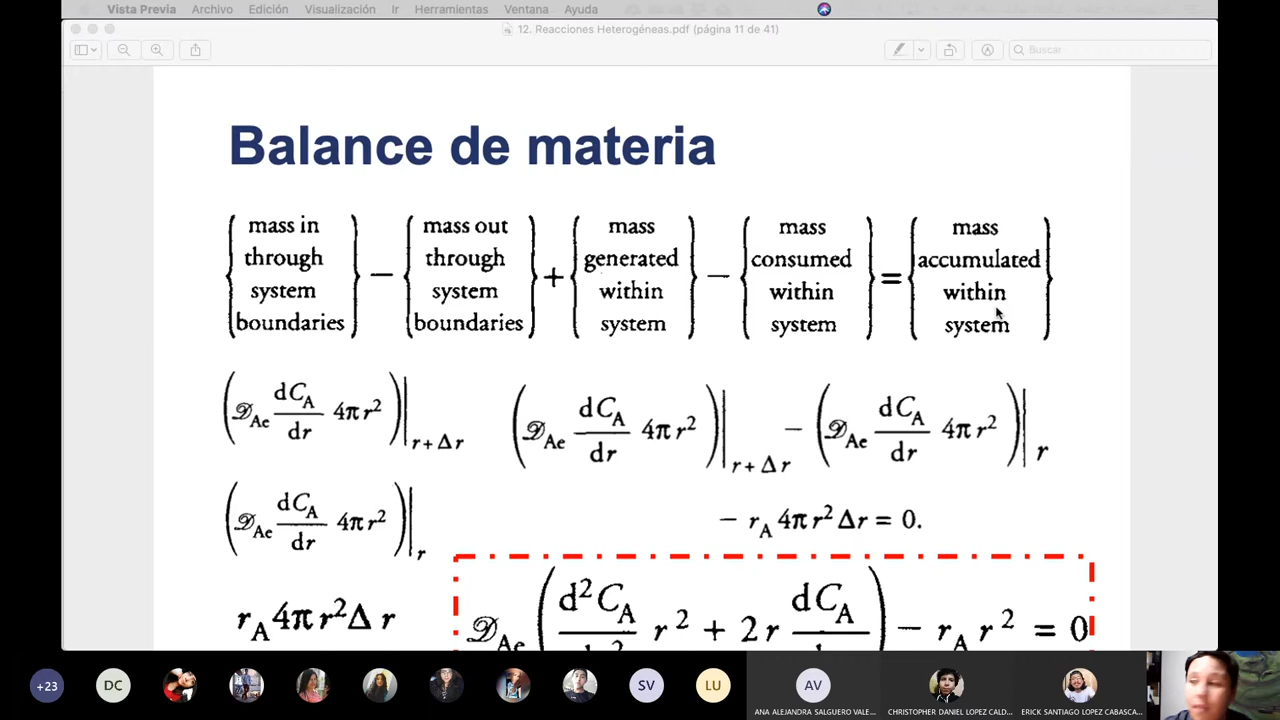 Vista Previa Archivo Edición Visualización Ir Herramientas Ventana Ayuda
12. Reacciones Heterogéneas.pdf (página 11 de 41)
Buscar
Balance de materia
{mass in through system boundaries} − {mass out through system boundaries} + {mass generated within system} − {mass consumed within system} = {mass accumulated within system}
(𝒟Ae dCA/dr 4πr²)|r+Δr
(𝒟Ae dCA/dr 4πr²)|r+Δr − (𝒟Ae dCA/dr 4πr²)|r
(𝒟Ae dCA/dr 4πr²)|r
− rA 4πr²Δr = 0.
rA 4πr²Δr
𝒟Ae (d²CA/dr² r² + 2r dCA/dr) − rA r² = 0
+23 DC SV LU AV
ANA ALEJANDRA SALGUERO VALE... CHRISTOPHER DANIEL LOPEZ CALD... ERICK SANTIAGO LOPEZ CABASCA...